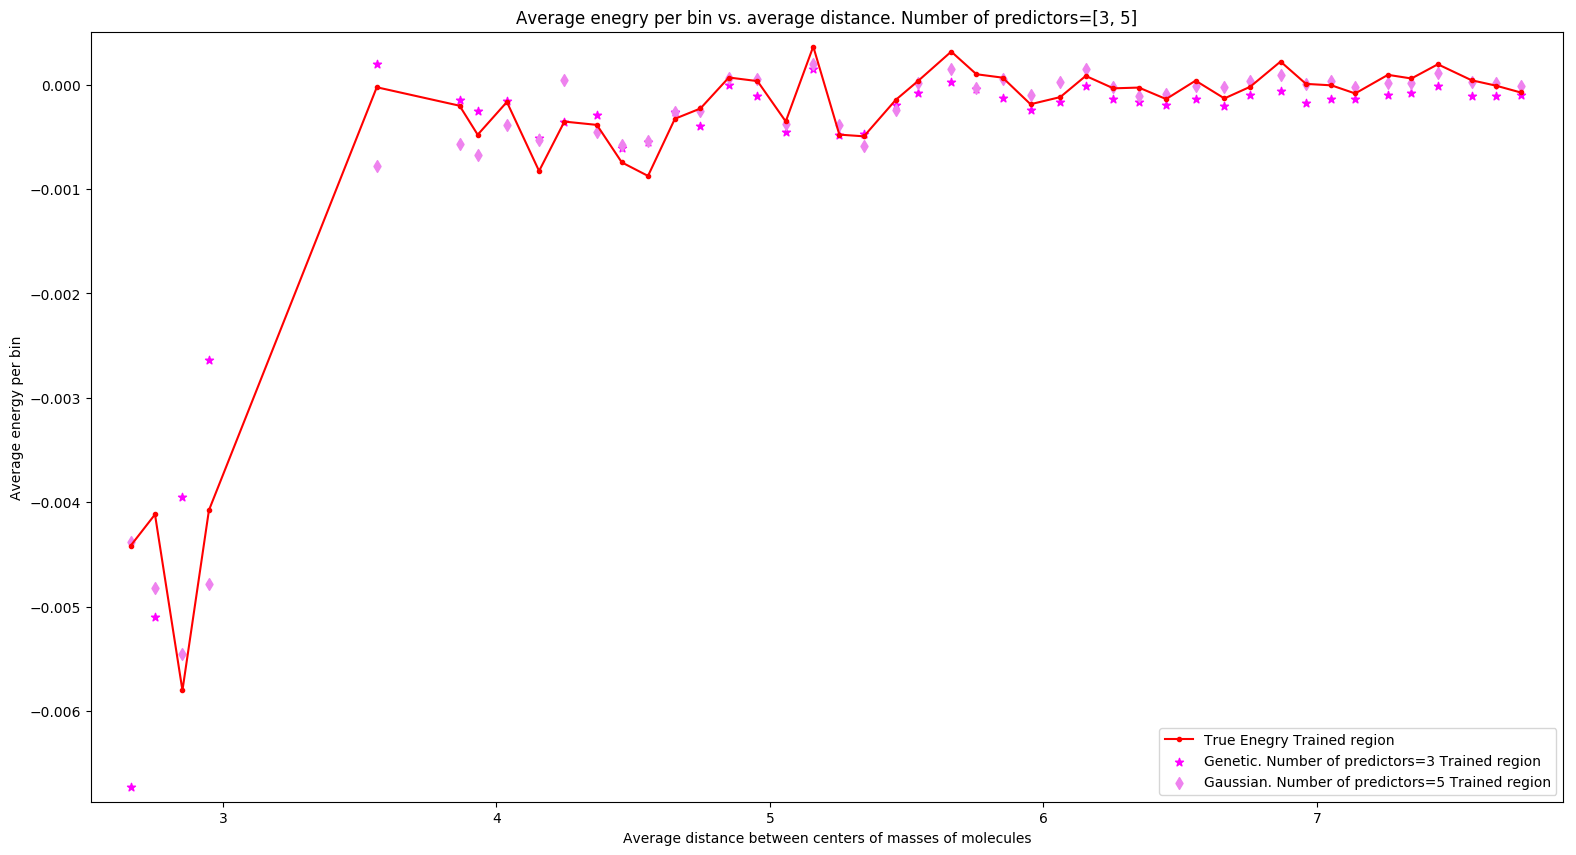 Average enegry per bin vs. average distance. Number of predictors=[3, 5]
Average energy per bin
0.000
−0.001
−0.002
−0.003
−0.004
−0.005
−0.006
True Enegry Trained region
Genetic. Number of predictors=3 Trained region
Gaussian. Number of predictors=5 Trained region
3 4 5 6 7
Average distance between centers of masses of molecules